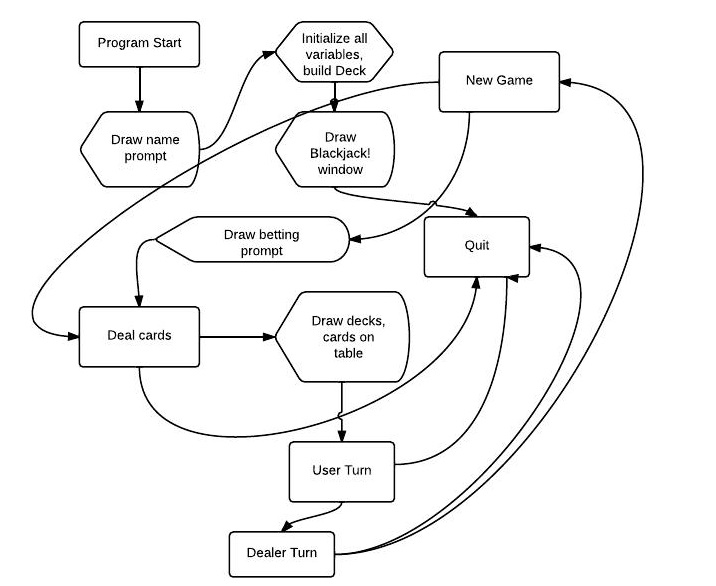 Program Start
Initialize all
variables,
build Deck
New Game
Draw name
prompt
Draw
Blackjack!
window
Draw betting
prompt
Quit
Deal cards
Draw decks,
cards on
table
User Turn
Dealer Turn